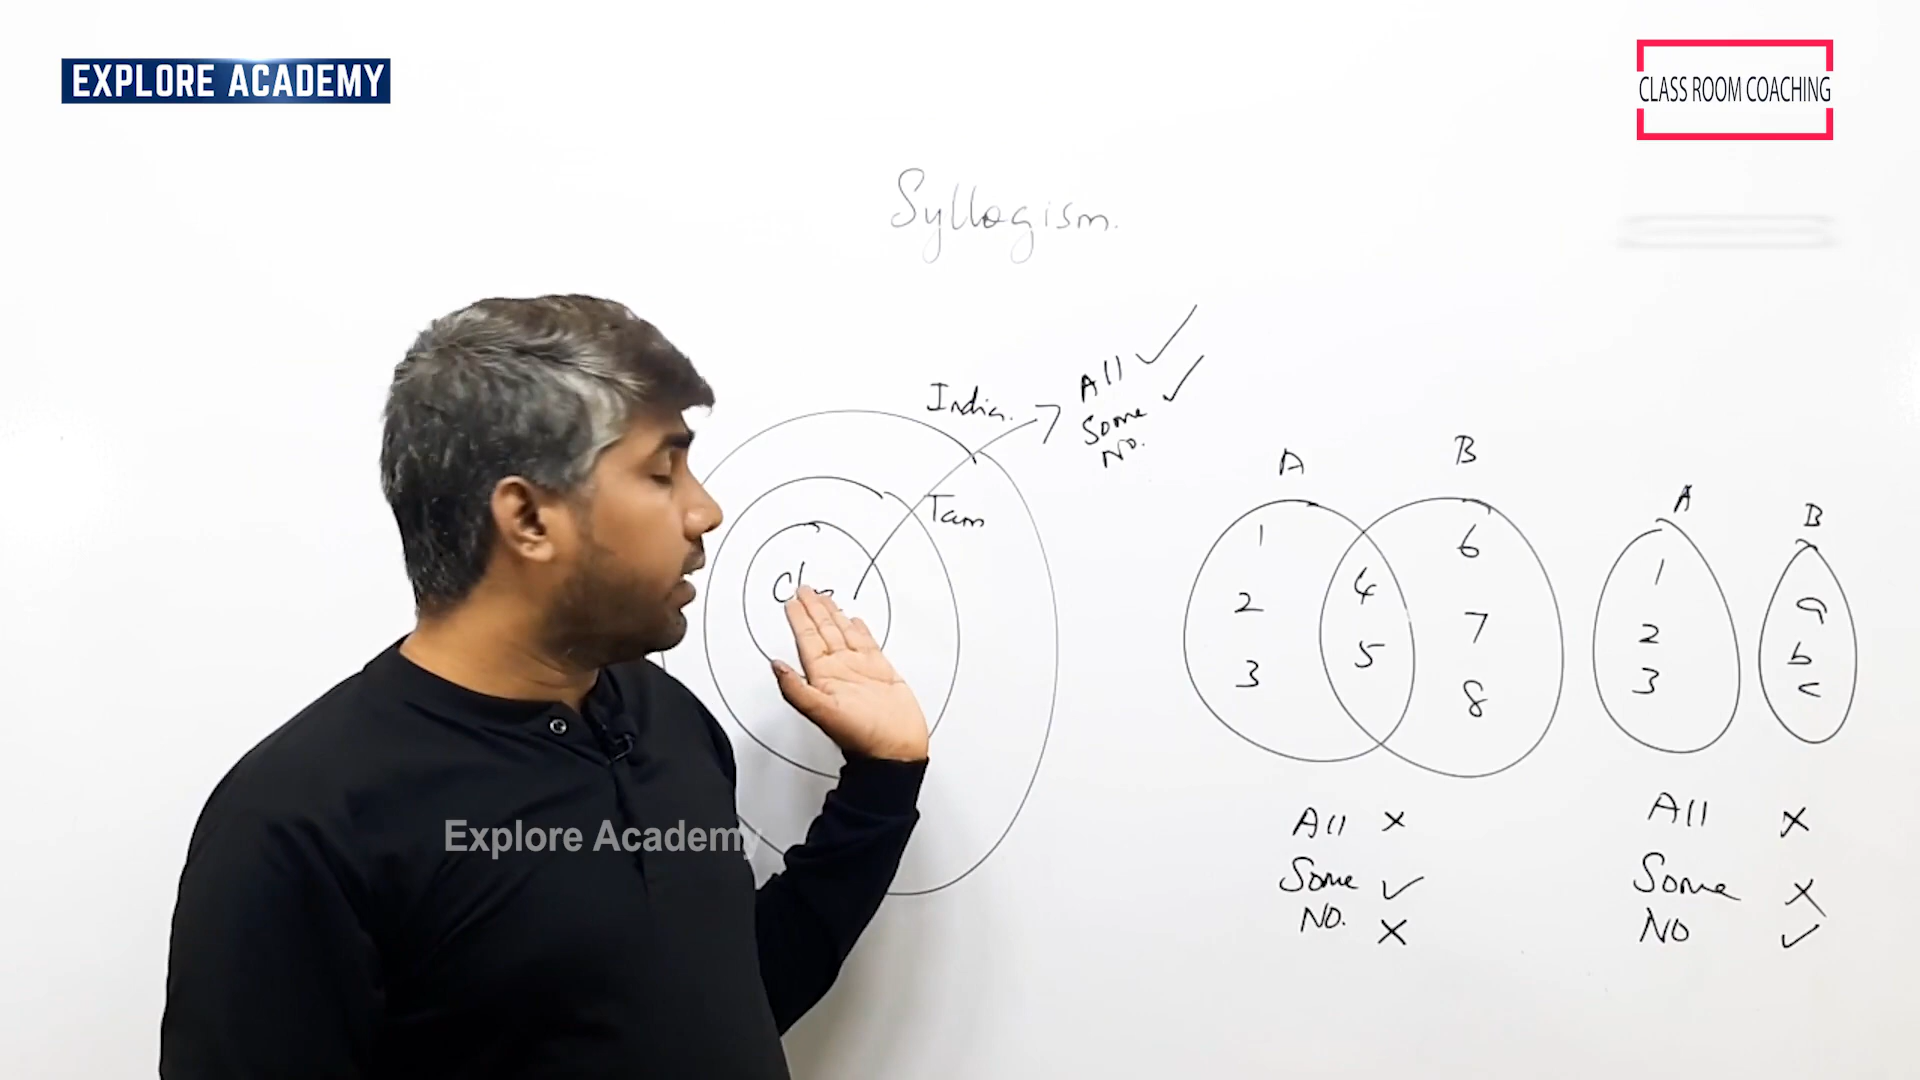 EXPLORE ACADEMY
CLASS ROOM COACHING
Syllogism.
India.
All ✓
Some ✓
No.
Tam
A
B
A
B
1
2
3
4
5
6
7
8
1
2
3
a
b
c
All ×
Some ✓
No. ×
All ×
Some ×
No ✓
Explore Academy